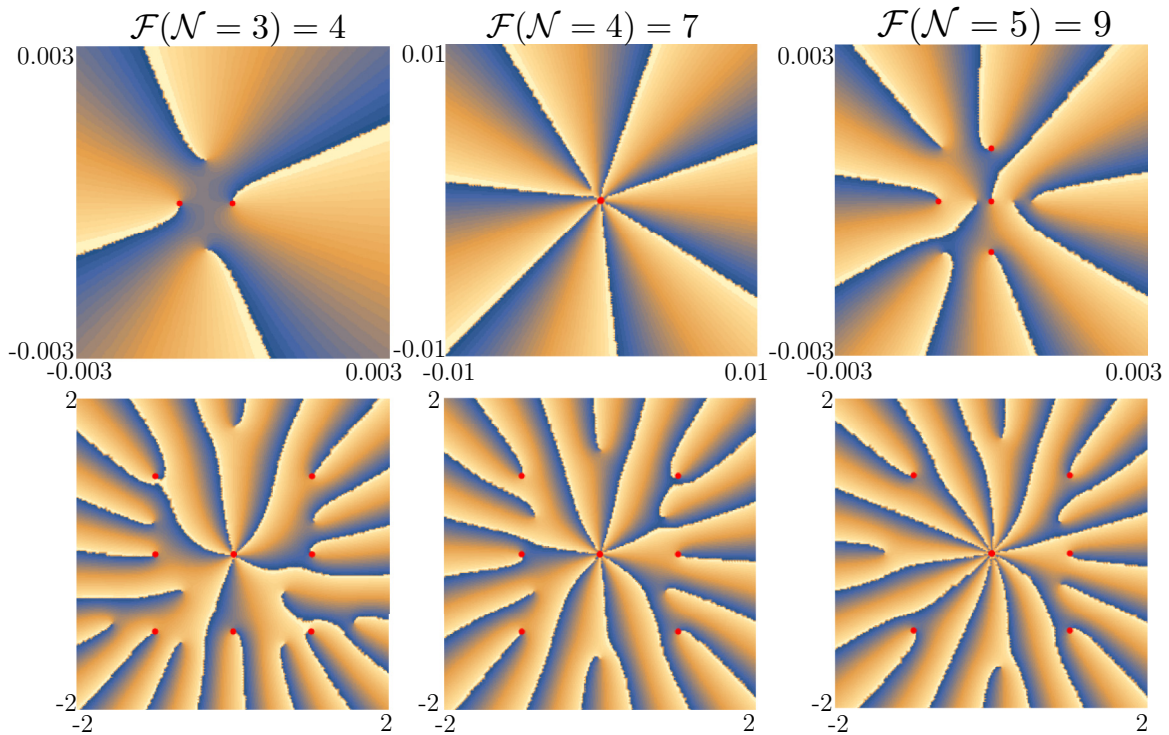 𝓕(𝓝 = 3) = 4 𝓕(𝓝 = 4) = 7 𝓕(𝓝 = 5) = 9
0.003 0.01 0.003
-0.003 -0.01 -0.003
-0.003 0.003 -0.01 0.01 -0.003 0.003
2 2 2
-2 -2 -2
-2 2 -2 2 -2 2